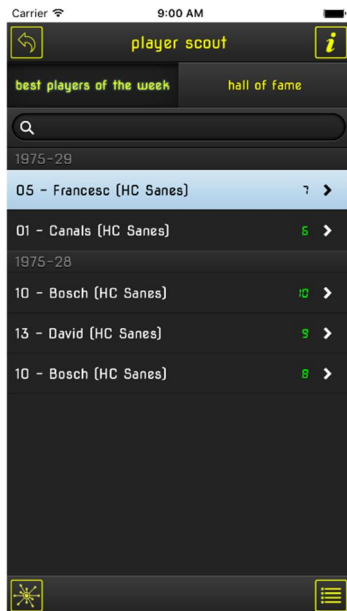 Carrier 9:00 AM
player scout
best players of the week hall of fame
1975-29
05 - Francesc (HC Sanes) 7
01 - Canals (HC Sanes) 6
1975-28
10 - Bosch (HC Sanes) 10
13 - David (HC Sanes) 9
10 - Bosch (HC Sanes) 8